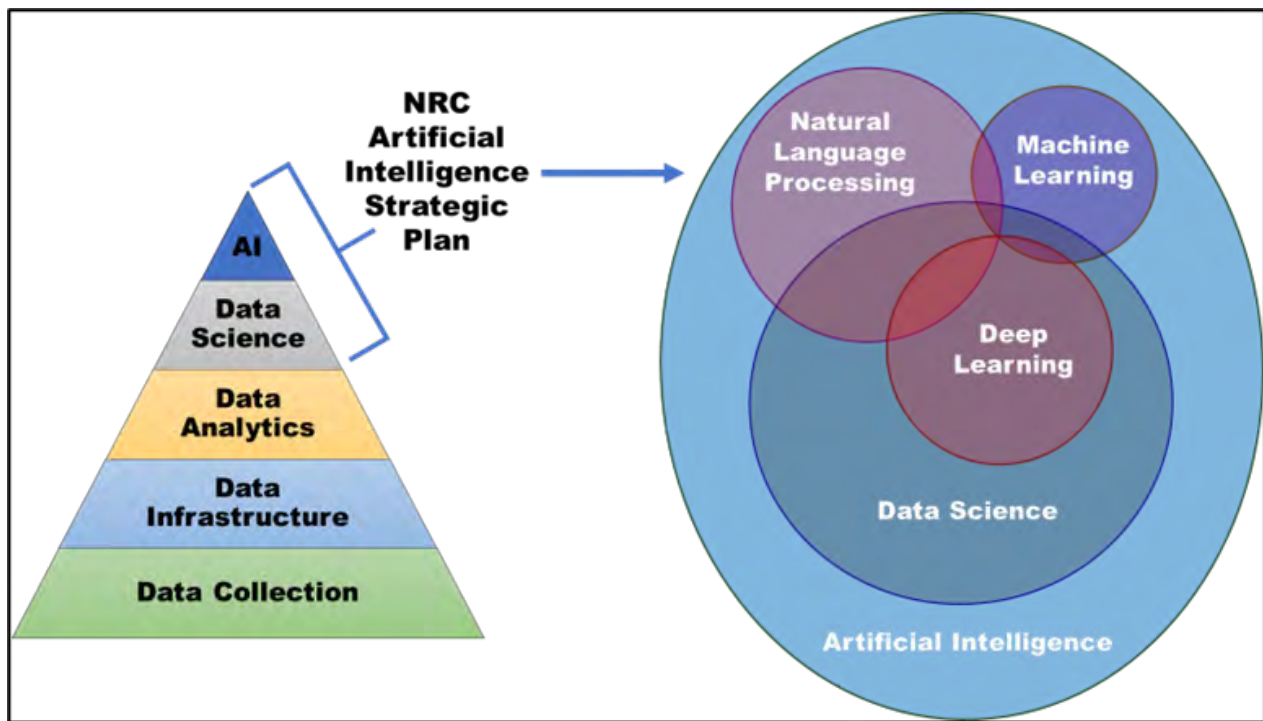 NRC
Artificial
Intelligence
Strategic
Plan
AI
Data
Science
Data
Analytics
Data
Infrastructure
Data Collection
Natural
Language
Processing
Machine
Learning
Deep
Learning
Data Science
Artificial Intelligence